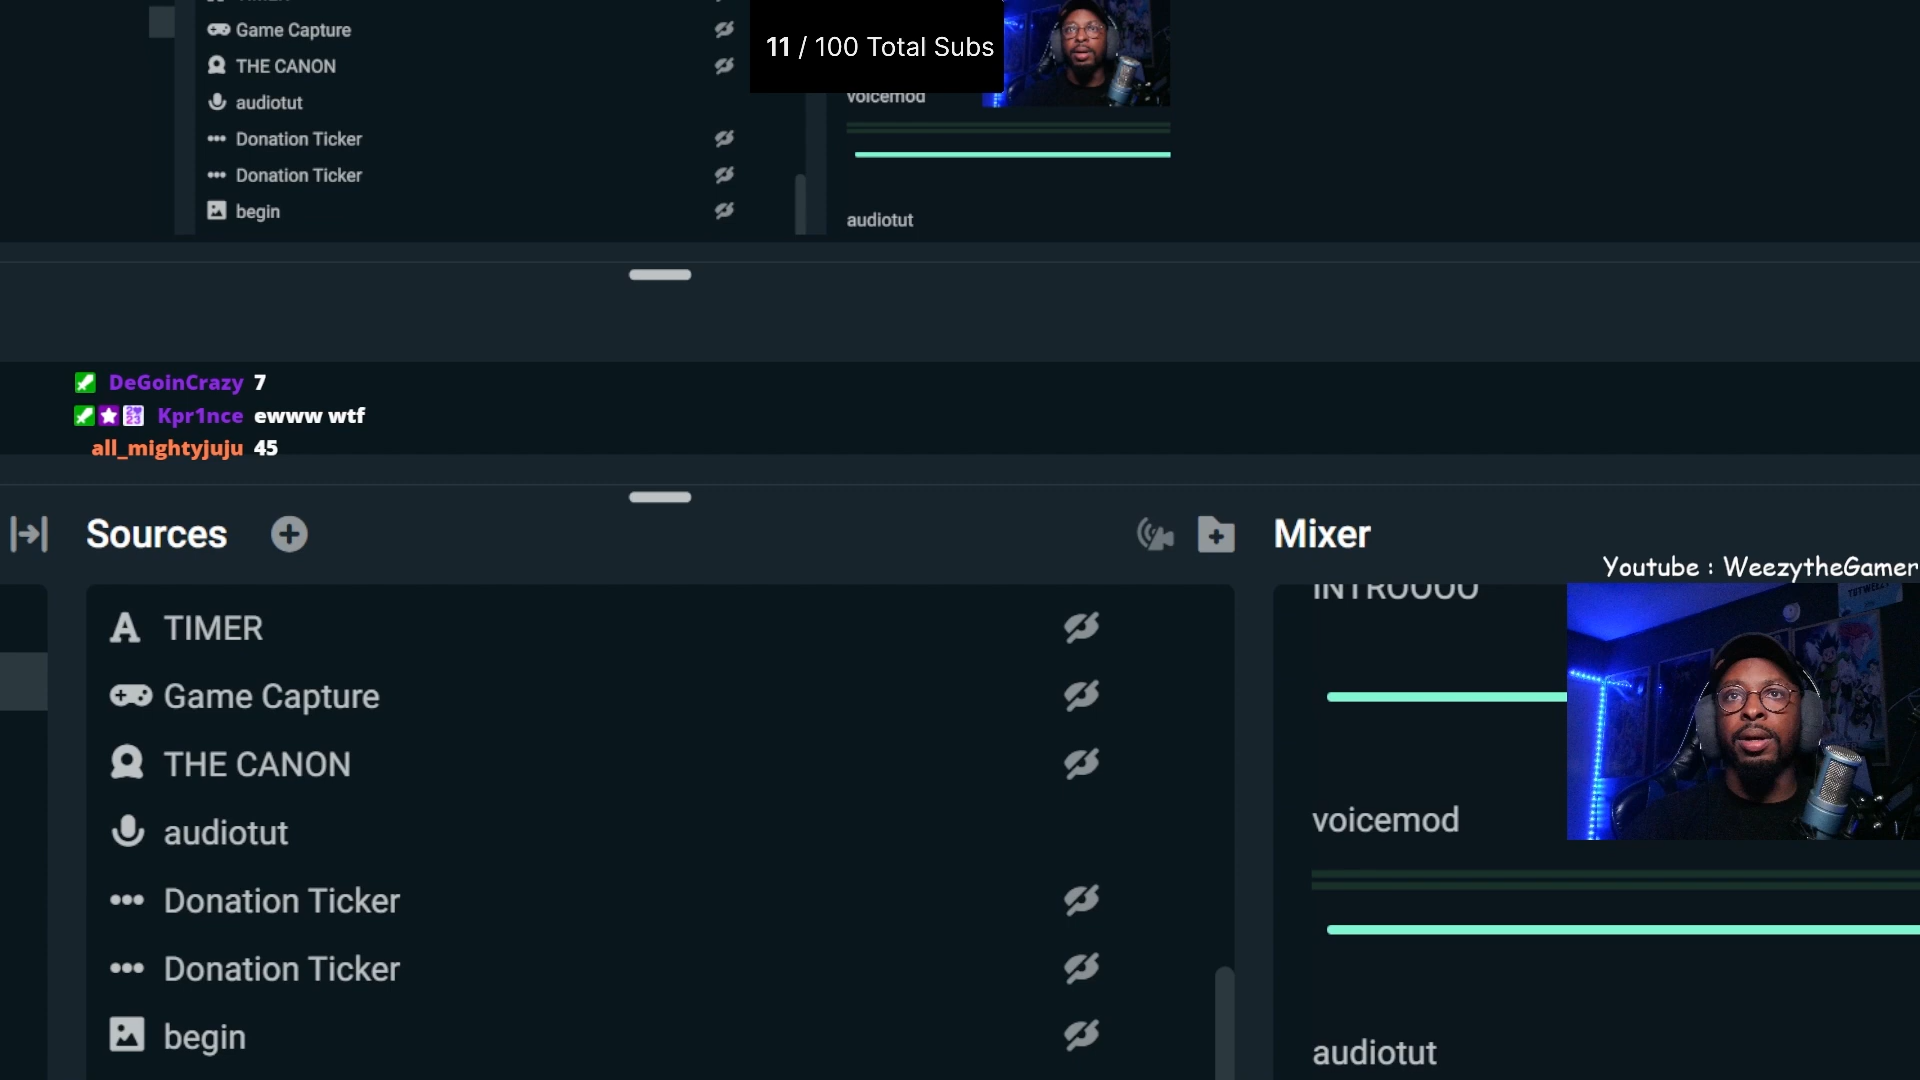 Game Capture
THE CANON
audiotut
Donation Ticker
Donation Ticker
begin
11 / 100 Total Subs
voicemod
audiotut
DeGoinCrazy 7
Kpr1nce ewww wtf
all_mightyjuju 45
Sources
Mixer
Youtube : WeezytheGamer
TIMER
Game Capture
THE CANON
audiotut
Donation Ticker
Donation Ticker
begin
INTROOOO
voicemod
audiotut